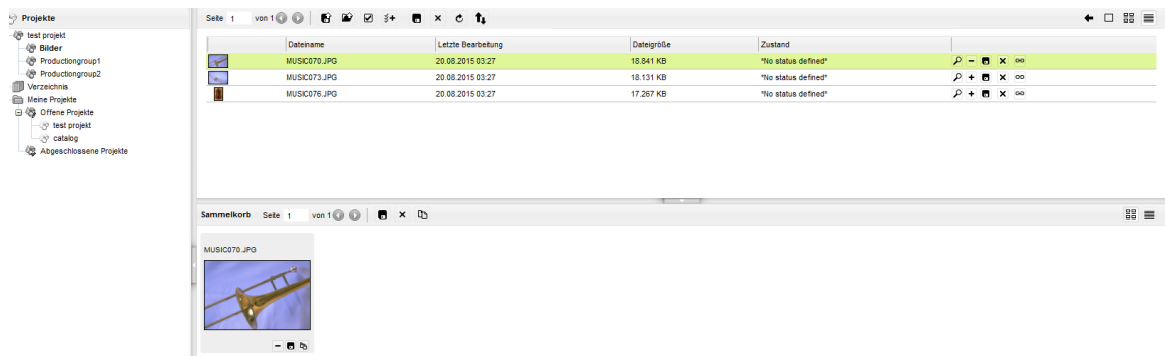 Projekte
test projekt
Bilder
Productiongroup1
Productiongroup2
Verzeichnis
Meine Projekte
Offene Projekte
test projekt
catalog
Abgeschlossene Projekte
Seite 1 von 1
Dateiname Letzte Bearbeitung Dateigröße Zustand
MUSIC070.JPG 20.08.2015 03:27 18.841 KB *No status defined*
MUSIC073.JPG 20.08.2015 03:27 18.131 KB *No status defined*
MUSIC076.JPG 20.08.2015 03:27 17.267 KB *No status defined*
Sammelkorb Seite 1 von 1
MUSIC070.JPG